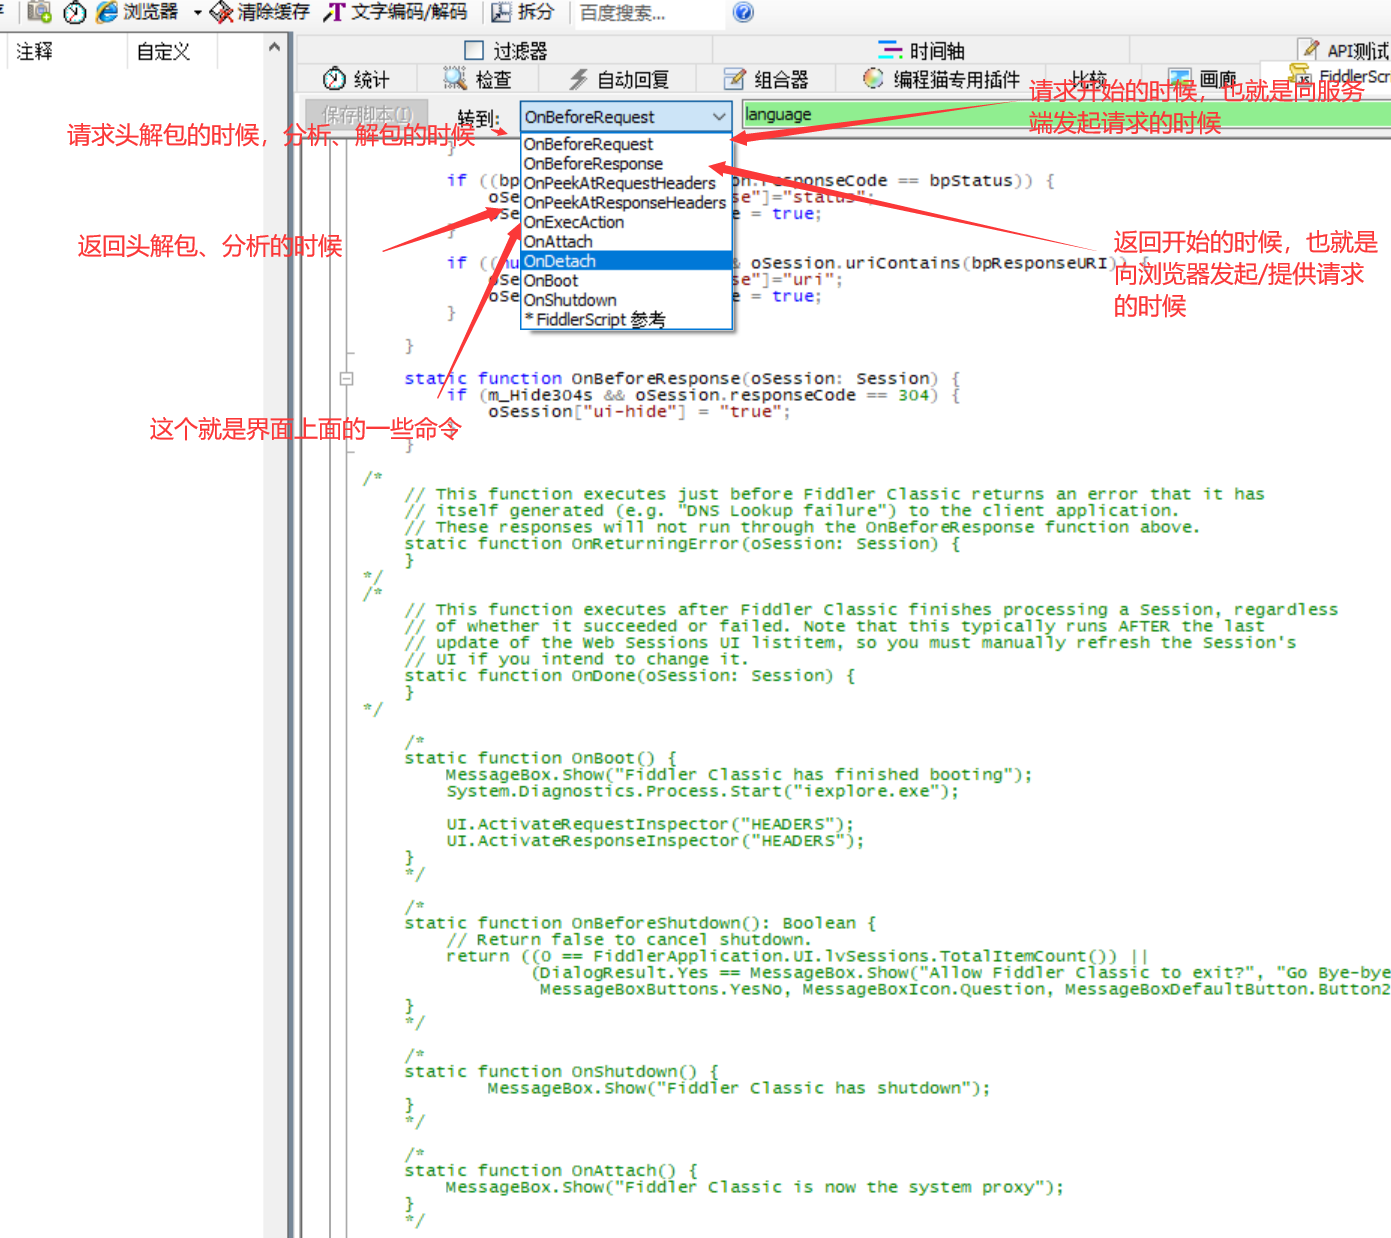 浏览器 清除缓存 文字编码/解码 拆分 百度搜索...
注释 自定义
过滤器 时间轴 API测试
统计 检查 自动回复 组合器 编程猫专用插件 比较 画廊 FiddlerScr
保存脚本(I) 转到: OnBeforeRequest language
请求开始的时候，也就是向服务
端发起请求的时候
请求头解包的时候，分析、解包的时候
OnBeforeRequest
OnBeforeResponse
OnPeekAtRequestHeaders
OnPeekAtResponseHeaders
OnExecAction
OnAttach
OnDetach
OnBoot
OnShutdown
* FiddlerScript 参考
返回头解包、分析的时候
返回开始的时候，也就是
向浏览器发起/提供请求
的时候
这个就是界面上面的一些命令
}
if ((bp n.responseCode == bpStatus)) {
oSe se"]="status";
oSe e = true;
}
if ((nu & oSession.uriContains(bpResponseURI)) {
oSe se"]="uri";
oSe e = true;
}
}
static function OnBeforeResponse(oSession: Session) {
if (m_Hide304s && oSession.responseCode == 304) {
oSession["ui-hide"] = "true";
}
}
/*
// This function executes just before Fiddler Classic returns an error that it has
// itself generated (e.g. "DNS Lookup failure") to the client application.
// These responses will not run through the OnBeforeResponse function above.
static function OnReturningError(oSession: Session) {
}
*/
/*
// This function executes after Fiddler Classic finishes processing a Session, regardless
// of whether it succeeded or failed. Note that this typically runs AFTER the last
// update of the Web Sessions UI listitem, so you must manually refresh the Session's
// UI if you intend to change it.
static function OnDone(oSession: Session) {
}
*/
/*
static function OnBoot() {
MessageBox.Show("Fiddler Classic has finished booting");
System.Diagnostics.Process.Start("iexplore.exe");
UI.ActivateRequestInspector("HEADERS");
UI.ActivateResponseInspector("HEADERS");
}
*/
/*
static function OnBeforeShutdown(): Boolean {
// Return false to cancel shutdown.
return ((0 == FiddlerApplication.UI.lvSessions.TotalItemCount()) ||
(DialogResult.Yes == MessageBox.Show("Allow Fiddler Classic to exit?", "Go Bye-bye
MessageBoxButtons.YesNo, MessageBoxIcon.Question, MessageBoxDefaultButton.Button2
}
*/
/*
static function OnShutdown() {
MessageBox.Show("Fiddler Classic has shutdown");
}
*/
/*
static function OnAttach() {
MessageBox.Show("Fiddler Classic is now the system proxy");
}
*/